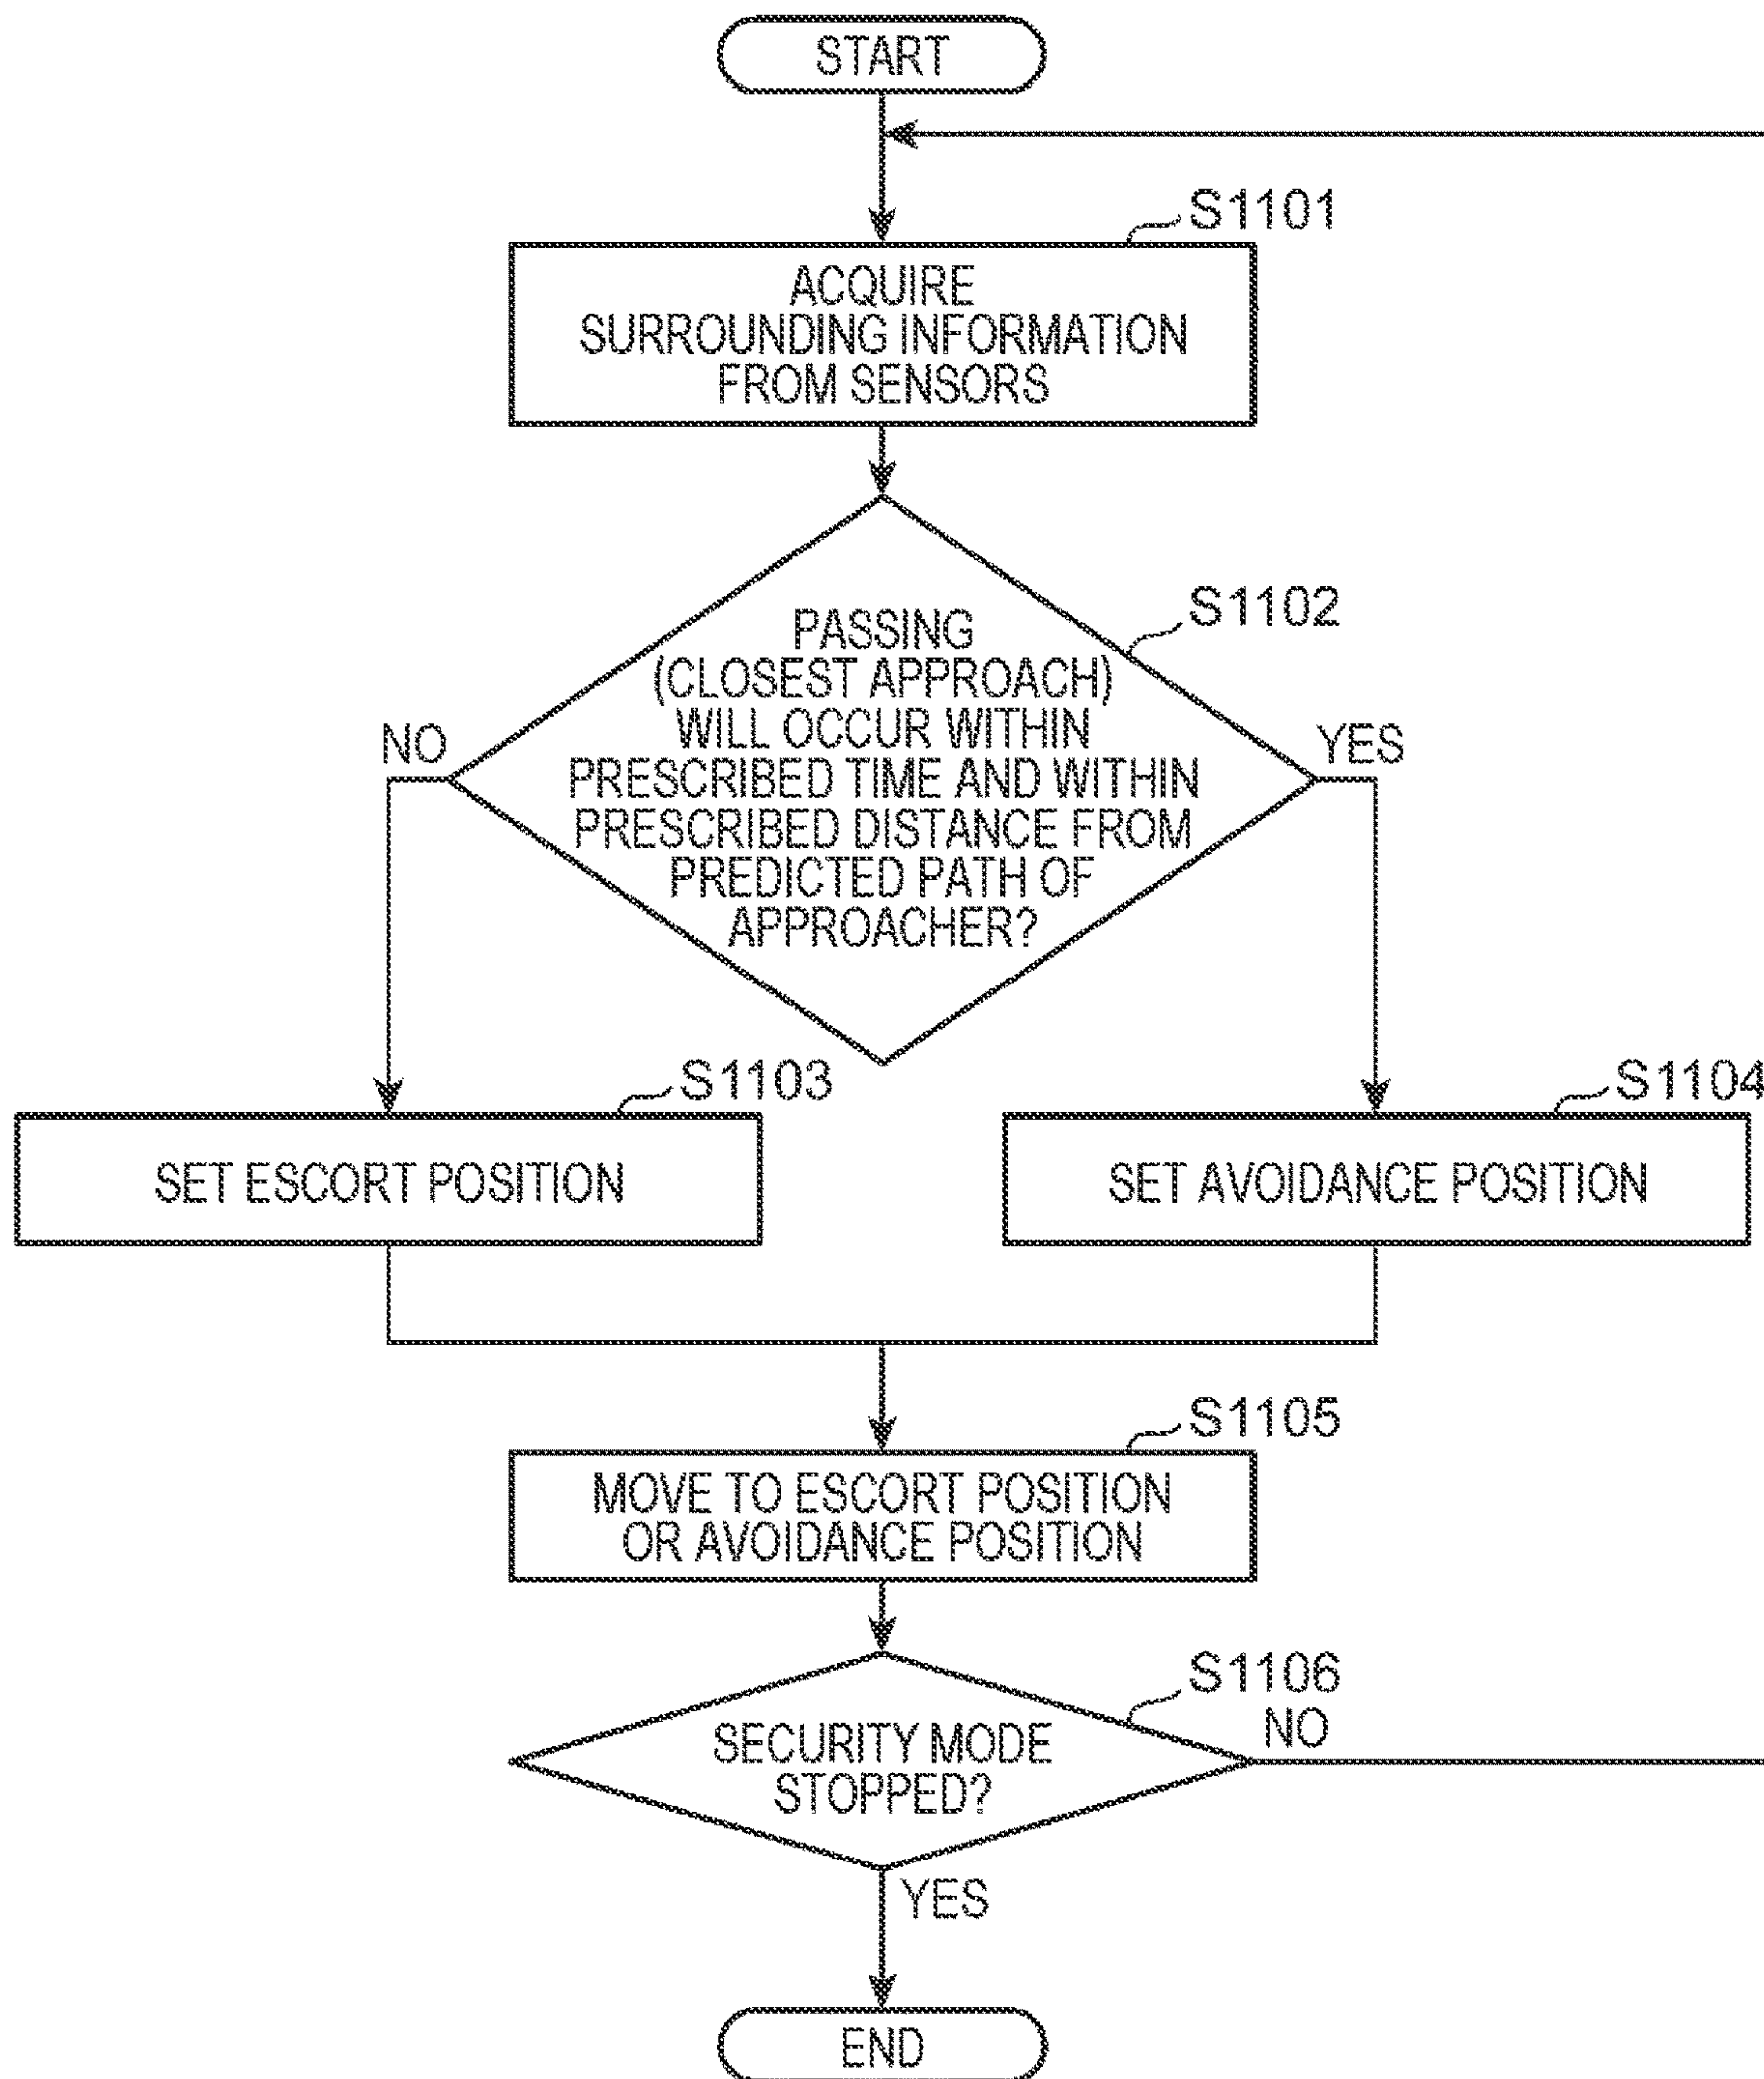 START
S1101
ACQUIRE
SURROUNDING INFORMATION
FROM SENSORS
S1102
PASSING
(CLOSEST APPROACH)
WILL OCCUR WITHIN
PRESCRIBED TIME AND WITHIN
PRESCRIBED DISTANCE FROM
PREDICTED PATH OF
APPROACHER?
NO
YES
S1103
SET ESCORT POSITION
S1104
SET AVOIDANCE POSITION
S1105
MOVE TO ESCORT POSITION
OR AVOIDANCE POSITION
S1106
NO
SECURITY MODE
STOPPED?
YES
END